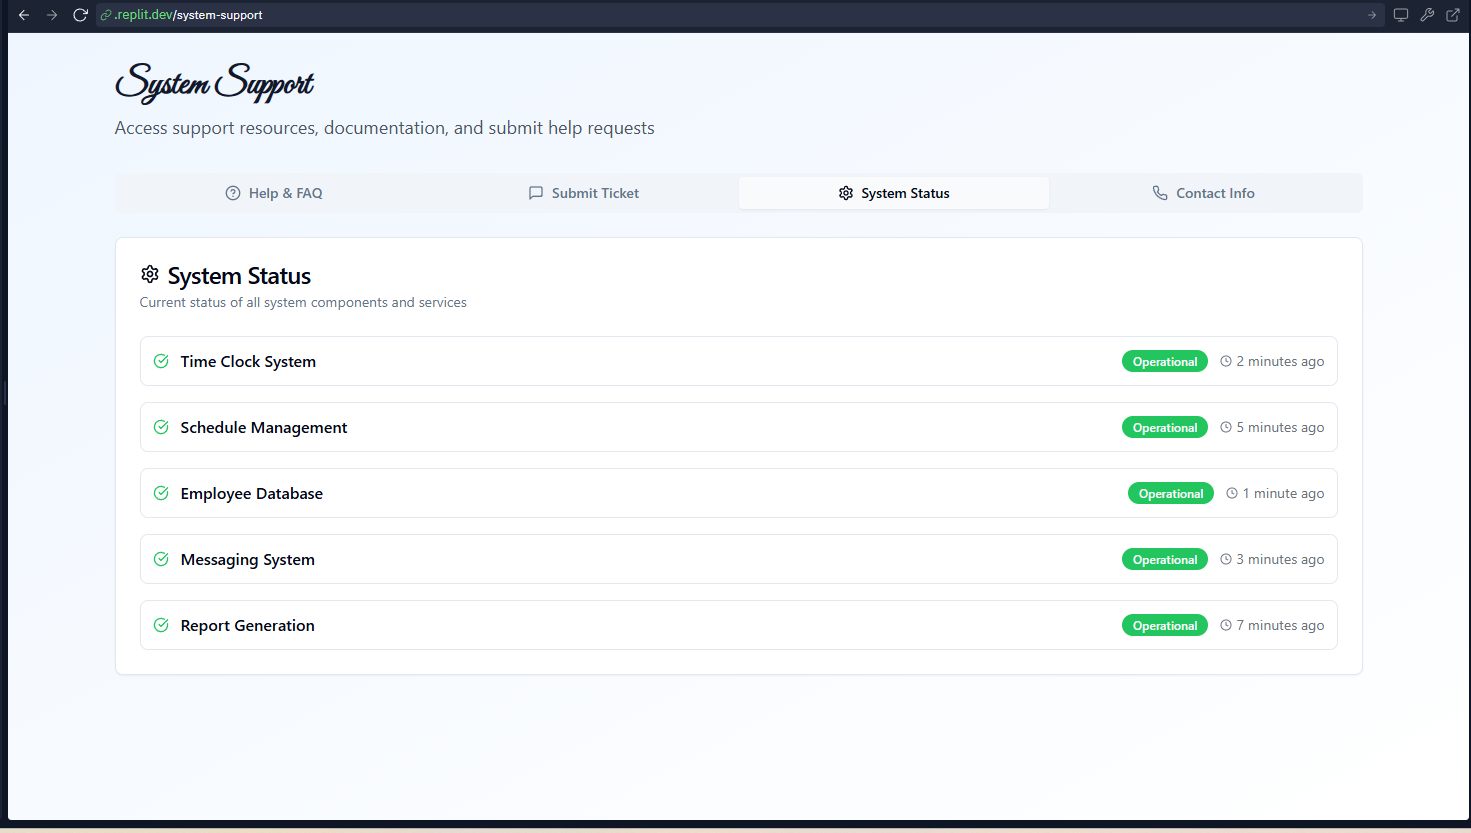 .replit.dev/system-support
System Support
Access support resources, documentation, and submit help requests
Help & FAQ
Submit Ticket
System Status
Contact Info
System Status
Current status of all system components and services
Time Clock System Operational 2 minutes ago
Schedule Management Operational 5 minutes ago
Employee Database Operational 1 minute ago
Messaging System Operational 3 minutes ago
Report Generation Operational 7 minutes ago